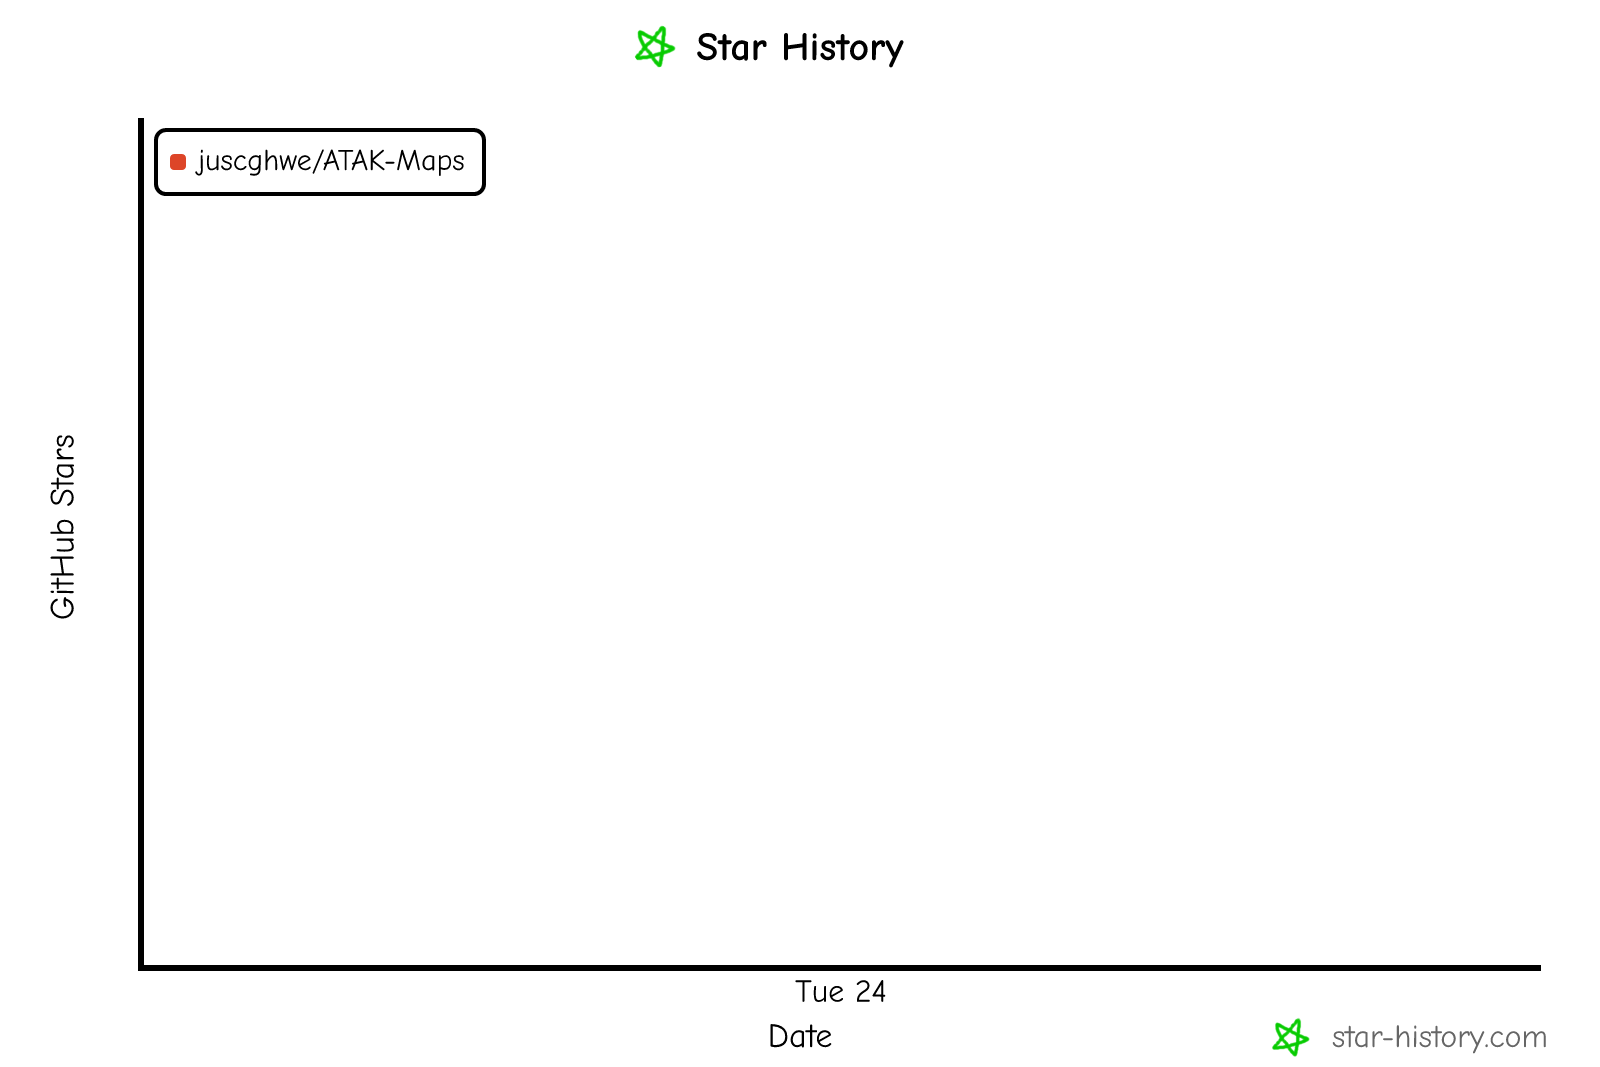 Star History
juscghwe/ATAK-Maps
GitHub Stars
Tue 24
Date
star-history.com